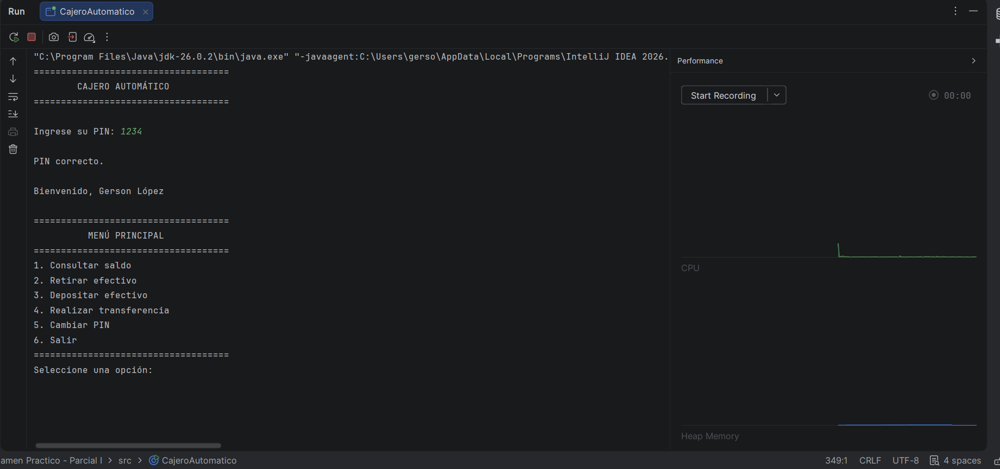 Run
CajeroAutomatico
"C:\Program Files\Java\jdk-26.0.2\bin\java.exe" "-javaagent:C:\Users\gerso\AppData\Local\Programs\IntelliJ IDEA 2026.
====================================
CAJERO AUTOMÁTICO
====================================
Ingrese su PIN: 1234
PIN correcto.
Bienvenido, Gerson López
====================================
MENÚ PRINCIPAL
====================================
1. Consultar saldo
2. Retirar efectivo
3. Depositar efectivo
4. Realizar transferencia
5. Cambiar PIN
6. Salir
====================================
Seleccione una opción:
Performance
Start Recording
00:00
CPU
Heap Memory
amen Practico - Parcial I > src > CajeroAutomatico
349:1 CRLF UTF-8 4 spaces